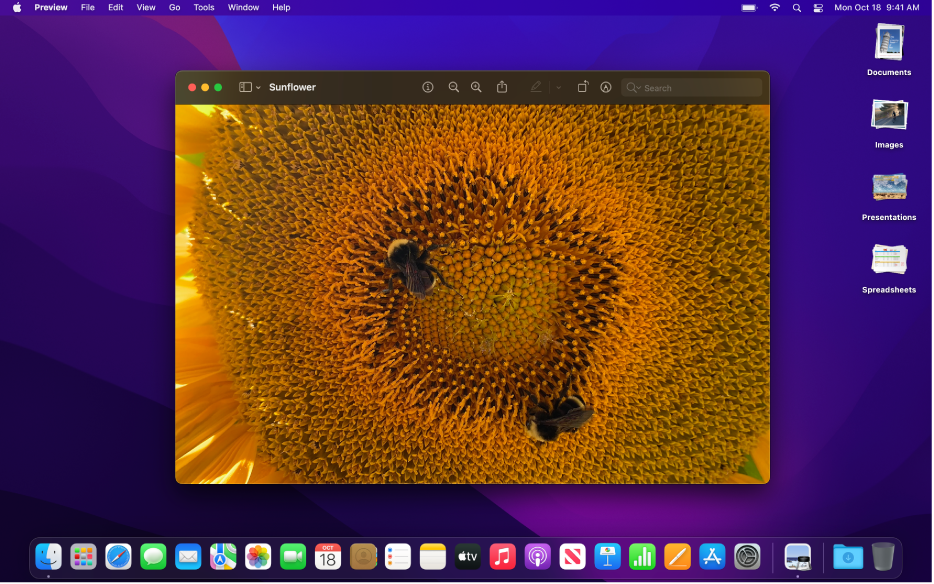 Preview File Edit View Go Tools Window Help Mon Oct 18 9:41 AM
Sunflower Search
Documents
Images
Presentations
Spreadsheets
OCT
18
tv